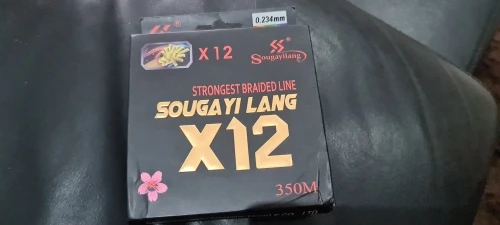 0.234mm
X12
Sougayilang
STRONGEST BRAIDED LINE
SOUGAYI LANG
X12
350M